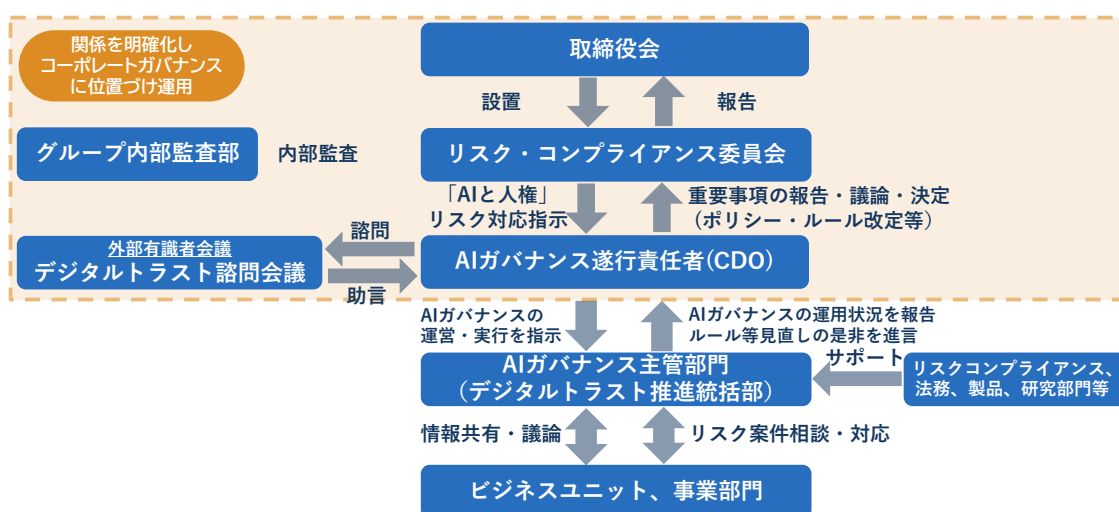 関係を明確化し
コーポレートガバナンス
に位置づけ運用
取締役会
設置
報告
グループ内部監査部
内部監査
リスク・コンプライアンス委員会
「AIと人権」
リスク対応指示
重要事項の報告・議論・決定
（ポリシー・ルール改定等）
外部有識者会議
デジタルトラスト諮問会議
諮問
助言
AIガバナンス遂行責任者(CDO)
AIガバナンスの
運営・実行を指示
AIガバナンスの運用状況を報告
ルール等見直しの是非を進言
AIガバナンス主管部門
（デジタルトラスト推進統括部）
サポート
リスクコンプライアンス、
法務、製品、研究部門等
情報共有・議論
リスク案件相談・対応
ビジネスユニット、事業部門